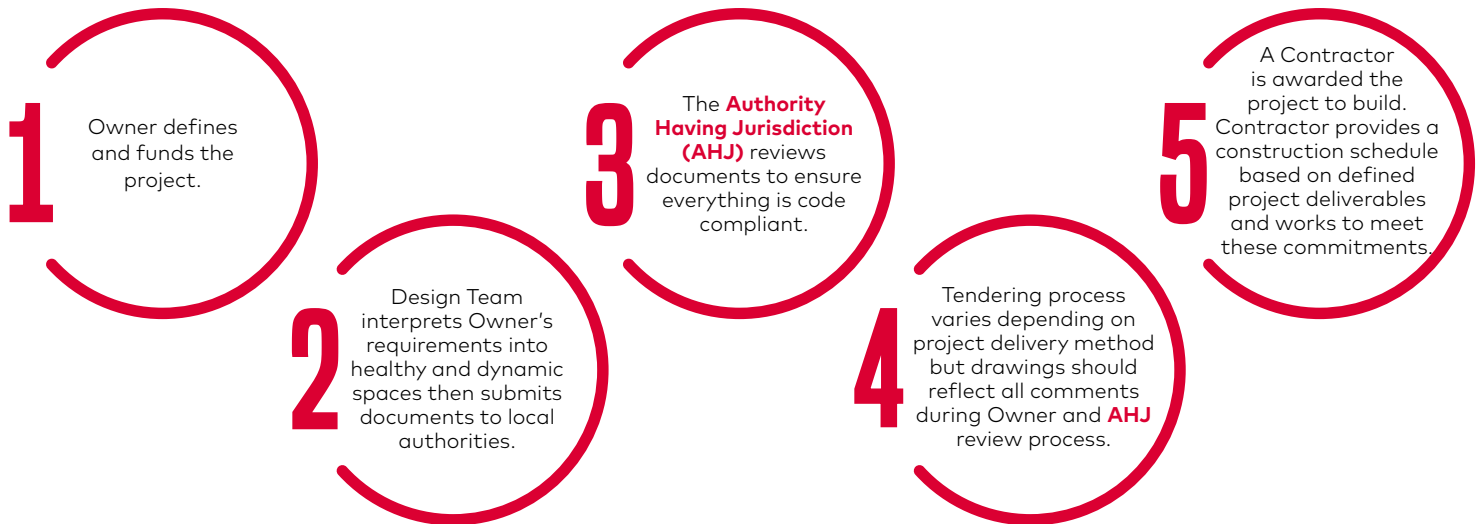 1
Owner defines
and funds the
project.
2
Design Team
interprets Owner's
requirements into
healthy and dynamic
spaces then submits
documents to local
authorities.
3
The Authority
Having Jurisdiction
(AHJ) reviews
documents to ensure
everything is code
compliant.
4
Tendering process
varies depending on
project delivery method
but drawings should
reflect all comments
during Owner and AHJ
review process.
5
A Contractor
is awarded the
project to build.
Contractor provides a
construction schedule
based on defined
project deliverables
and works to meet
these commitments.